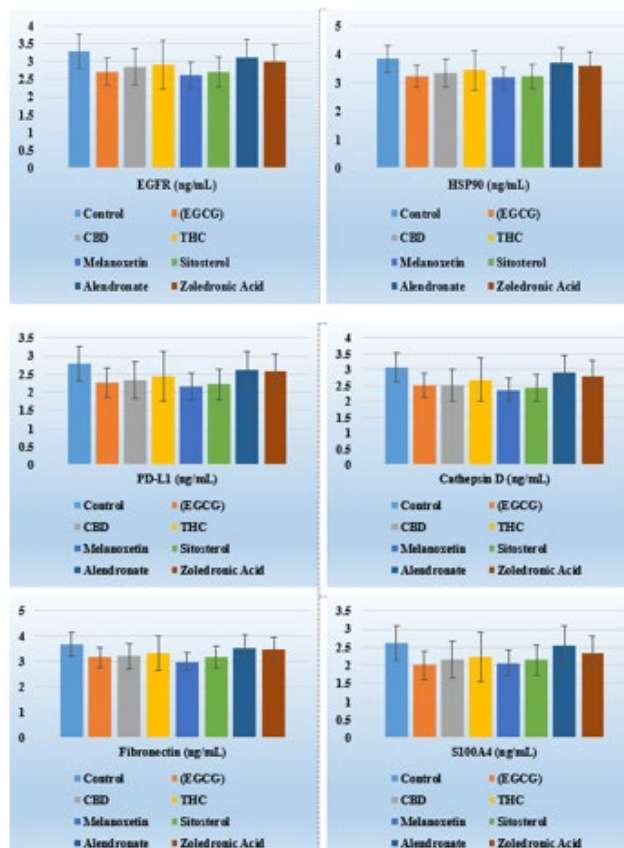 4
3.5
3
2.5
2
1.5
1
0.5
0
EGFR (ng/mL)
Control (EGCG)
CBD THC
Melanoxetin Sitosterol
Alendronate Zoledronic Acid
5
4
3
2
1
0
HSP90 (ng/mL)
Control (EGCG)
CBD THC
Melanoxetin Sitosterol
Alendronate Zoledronic Acid
3.5
3
2.5
2
1.5
1
0.5
0
PD-L1 (ng/mL)
Control (EGCG)
CBD THC
Melanoxetin Sitosterol
Alendronate Zoledronic Acid
4
3.5
3
2.5
2
1.5
1
0.5
0
Cathepsin D (ng/mL)
Control (EGCG)
CBD THC
Melanoxetin Sitosterol
Alendronate Zoledronic Acid
5
4
3
2
1
0
Fibronectin (ng/mL)
Control (EGCG)
CBD THC
Melanoxetin Sitosterol
Alendronate Zoledronic Acid
3.5
3
2.5
2
1.5
1
0.5
0
S100A4 (ng/mL)
Control (EGCG)
CBD THC
Melanoxetin Sitosterol
Alendronate Zoledronic Acid